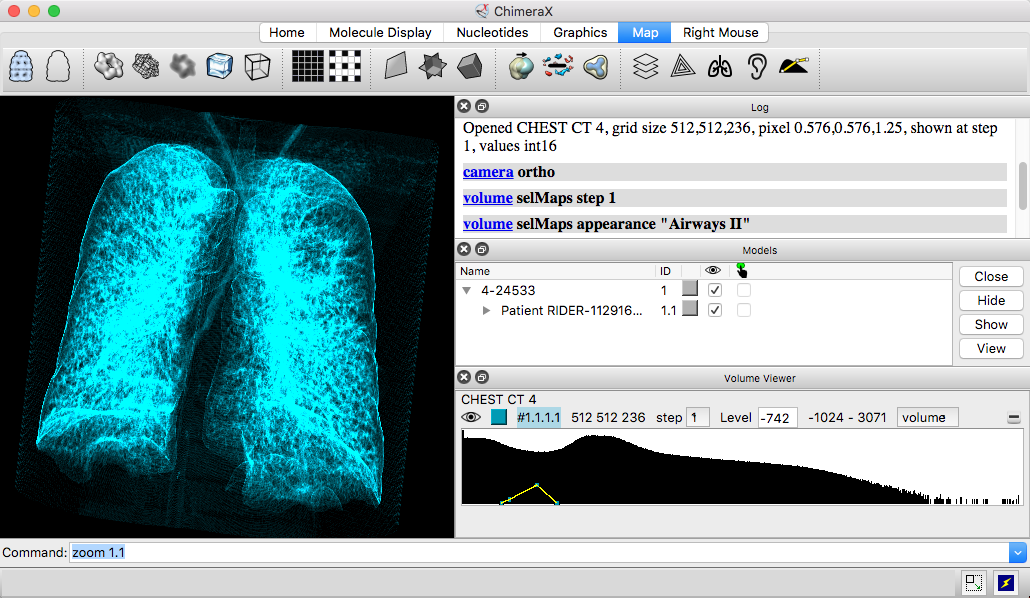 ChimeraX
Home Molecule Display Nucleotides Graphics Map Right Mouse
Log
Opened CHEST CT 4, grid size 512,512,236, pixel 0.576,0.576,1.25, shown at step
1, values int16
camera ortho
volume selMaps step 1
volume selMaps appearance "Airways II"
Models
Name ID
4-24533 1
Patient RIDER-112916... 1.1
Close
Hide
Show
View
Volume Viewer
CHEST CT 4
#1.1.1.1 512 512 236 step 1 Level -742 -1024 - 3071 volume
Command: zoom 1.1